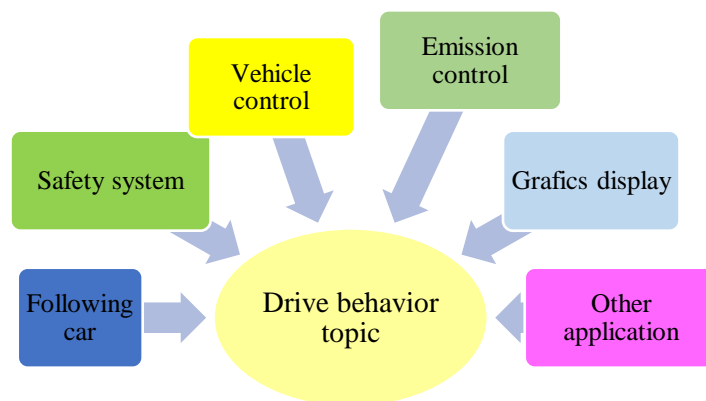 Emission
control
Vehicle
control
Safety system
Grafics display
Following
car
Drive behavior
topic
Other
application